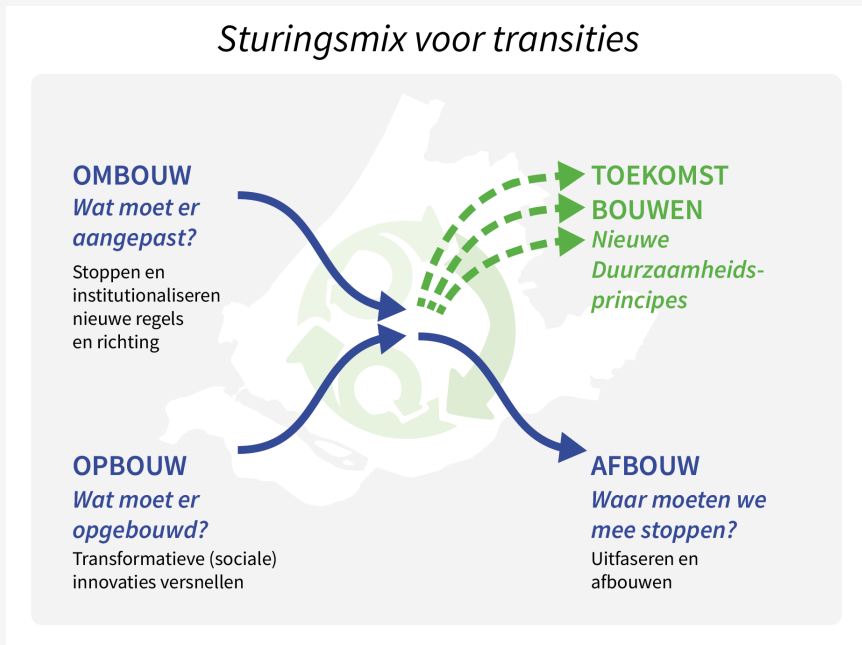 Sturingsmix voor transities
OMBOUW
Wat moet er
aangepast?
Stoppen en
institutionaliseren
nieuwe regels
en richting
TOEKOMST
BOUWEN
Nieuwe
Duurzaamheids-
principes
OPBOUW
Wat moet er
opgebouwd?
Transformatieve (sociale)
innovaties versnellen
AFBOUW
Waar moeten we
mee stoppen?
Uitfaseren en
afbouwen